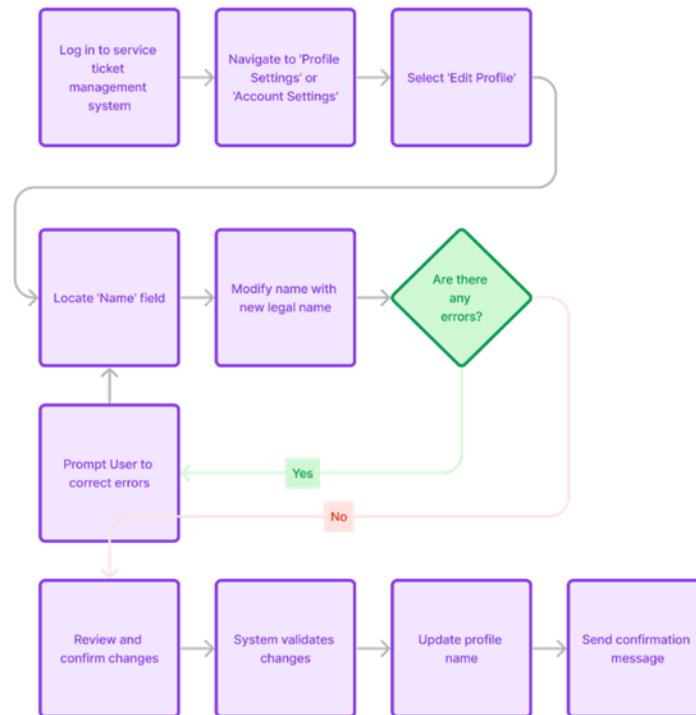 Log in to service
ticket
management
system
Navigate to 'Profile
Settings' or
'Account Settings'
Select 'Edit Profile'
Locate 'Name' field
Modify name with
new legal name
Are there
any
errors?
Prompt User to
correct errors
Yes
No
Review and
confirm changes
System validates
changes
Update profile
name
Send confirmation
message